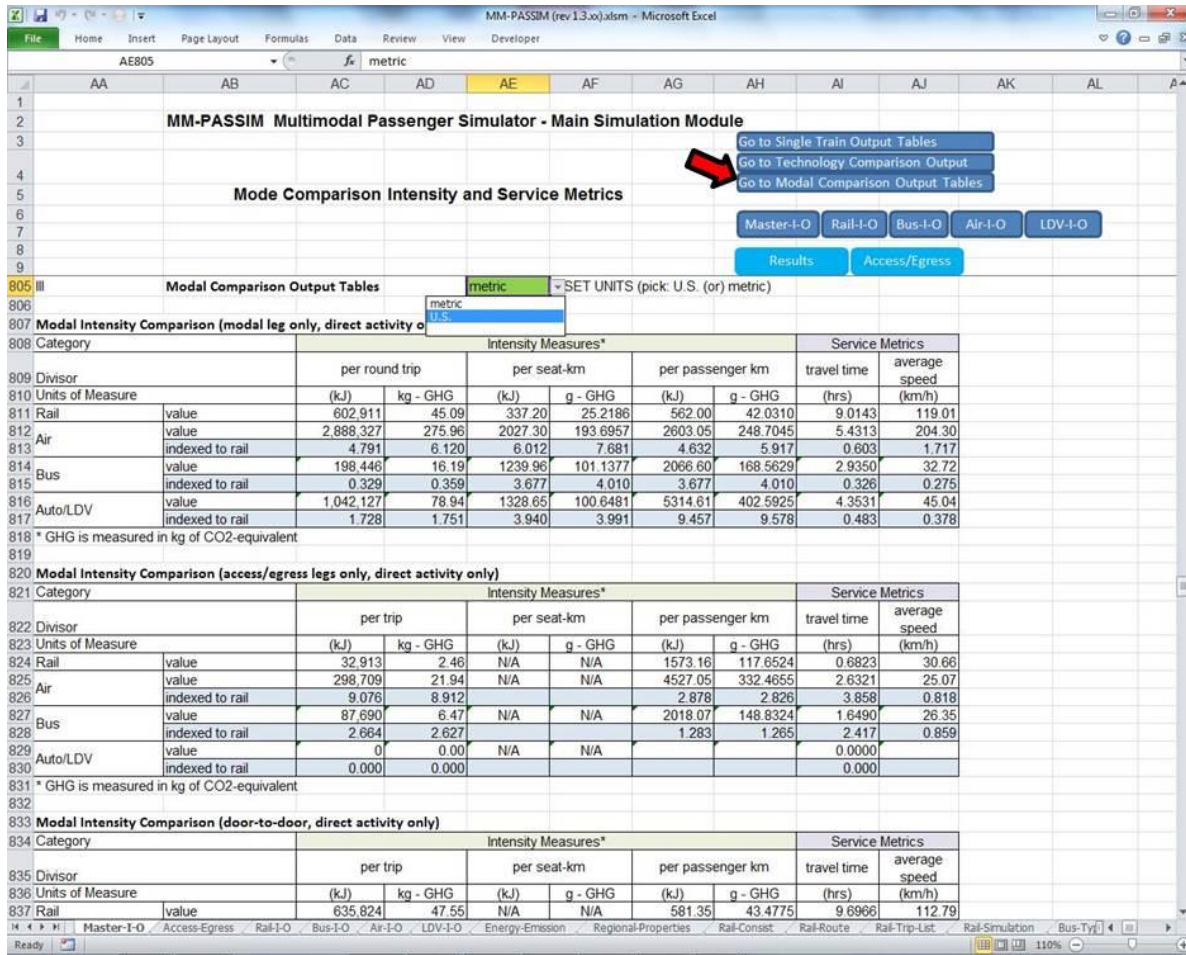 MM-PASSIM (rev 1.3.xx).xlsm - Microsoft Excel
File Home Insert Page Layout Formulas Data Review View Developer
AE805 fx metric
AA AB AC AD AE AF AG AH AI AJ AK AL
1
2 MM-PASSIM Multimodal Passenger Simulator - Main Simulation Module
3 Go to Single Train Output Tables
Go to Technology Comparison Output
4
Go to Modal Comparison Output Tables
5 Mode Comparison Intensity and Service Metrics
6
7 Master-I-O Rail-I-O Bus-I-O Air-I-O LDV-I-O
8
9 Results Access/Egress
805 III Modal Comparison Output Tables metric SET UNITS (pick: U.S. (or) metric)
806 metric
U.S.
807 Modal Intensity Comparison (modal leg only, direct activity o
808 Category Intensity Measures* Service Metrics
809 Divisor per round trip per seat-km per passenger km travel time average speed
810 Units of Measure (kJ) kg - GHG (kJ) g - GHG (kJ) g - GHG (hrs) (km/h)
811 Rail value 602,911 45.09 337.20 25.2186 562.00 42.0310 9.0143 119.01
812 Air value 2,888,327 275.96 2027.30 193.6957 2603.05 248.7045 5.4313 204.30
813 indexed to rail 4.791 6.120 6.012 7.681 4.632 5.917 0.603 1.717
814 Bus value 198,446 16.19 1239.96 101.1377 2066.60 168.5629 2.9350 32.72
815 indexed to rail 0.329 0.359 3.677 4.010 3.677 4.010 0.326 0.275
816 Auto/LDV value 1,042,127 78.94 1328.65 100.6481 5314.61 402.5925 4.3531 45.04
817 indexed to rail 1.728 1.751 3.940 3.991 9.457 9.578 0.483 0.378
818 * GHG is measured in kg of CO2-equivalent
819
820 Modal Intensity Comparison (access/egress legs only, direct activity only)
821 Category Intensity Measures* Service Metrics
822 Divisor per trip per seat-km per passenger km travel time average speed
823 Units of Measure (kJ) kg - GHG (kJ) g - GHG (kJ) g - GHG (hrs) (km/h)
824 Rail value 32,913 2.46 N/A N/A 1573.16 117.6524 0.6823 30.66
825 Air value 298,709 21.94 N/A N/A 4527.05 332.4655 2.6321 25.07
826 indexed to rail 9.076 8.912 2.878 2.826 3.858 0.818
827 Bus value 87,690 6.47 N/A N/A 2018.07 148.8324 1.6490 26.35
828 indexed to rail 2.664 2.627 1.283 1.265 2.417 0.859
829 Auto/LDV value 0 0.00 N/A N/A 0.0000
830 indexed to rail 0.000 0.000 0.000
831 * GHG is measured in kg of CO2-equivalent
832
833 Modal Intensity Comparison (door-to-door, direct activity only)
834 Category Intensity Measures* Service Metrics
835 Divisor per trip per seat-km per passenger km travel time average speed
836 Units of Measure (kJ) kg - GHG (kJ) g - GHG (kJ) g - GHG (hrs) (km/h)
837 Rail value 635,824 47.55 N/A N/A 581.35 43.4775 9.6966 112.79
Master-I-O Access-Egress Rail-I-O Bus-I-O Air-I-O LDV-I-O Energy-Emission Regional-Properties Rail-Consist Rail-Route Rail-Trip-List Rail-Simulation
Ready 110%